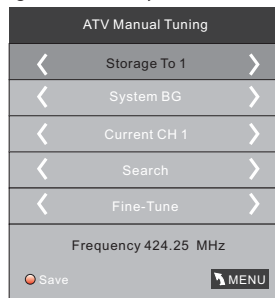 ATV Manual Tuning
Storage To 1
System BG
Current CH 1
Search
Fine-Tune
Frequency 424.25 MHz
Save MENU